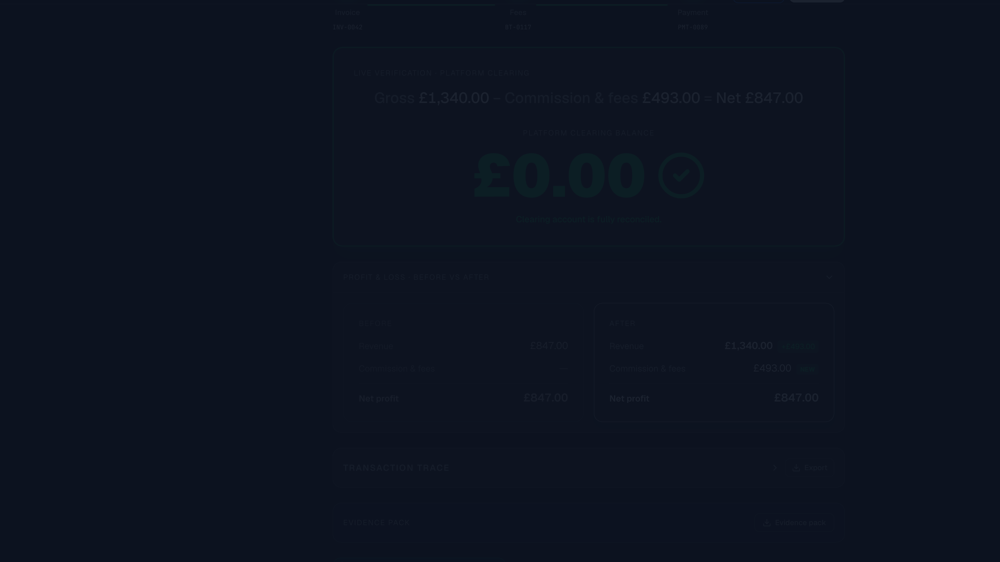 Invoice Fees Payment
INV-0042 BT-0117 PMT-0089
LIVE VERIFICATION · PLATFORM CLEARING
Gross £1,340.00 – Commission & fees £493.00 = Net £847.00
PLATFORM CLEARING BALANCE
£0.00
Clearing account is fully reconciled.
PROFIT & LOSS · BEFORE VS AFTER
BEFORE
Revenue £847.00
Commission & fees —
Net profit £847.00
AFTER
Revenue £1,340.00 +£493.00
Commission & fees £493.00 NEW
Net profit £847.00
TRANSACTION TRACE Export
EVIDENCE PACK Evidence pack